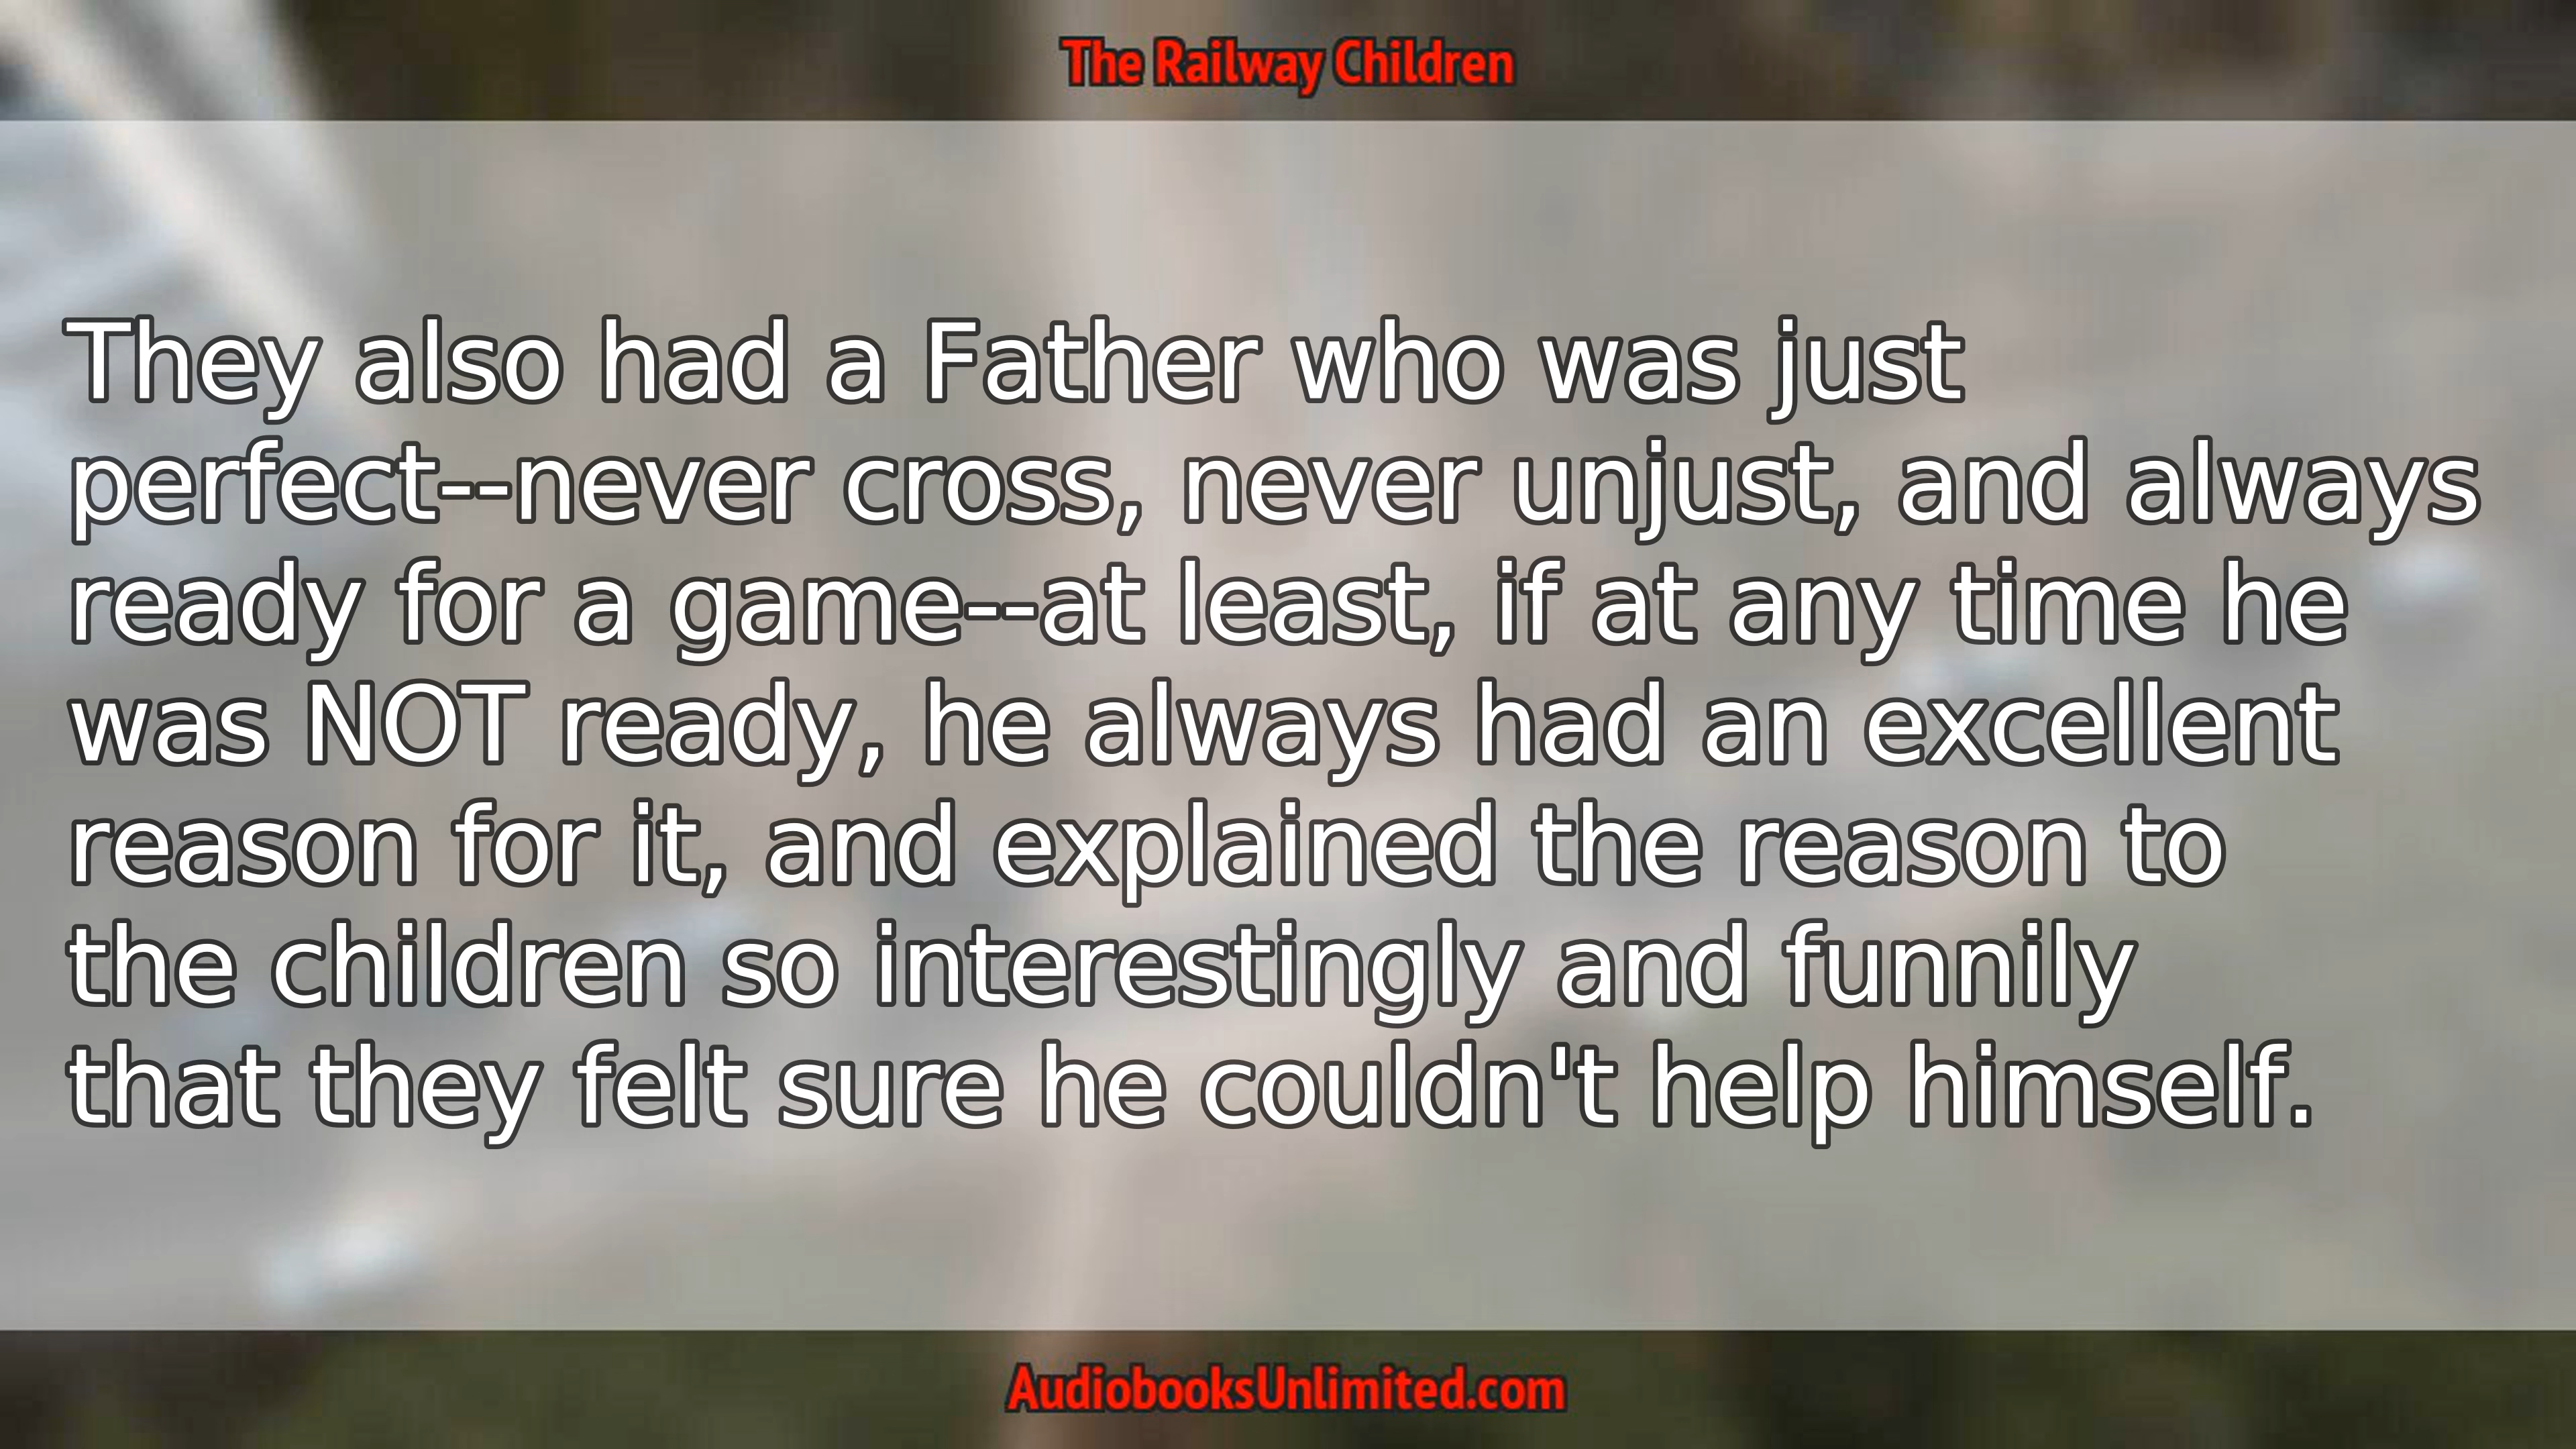 The Railway Children
They also had a Father who was just
perfect--never cross, never unjust, and always
ready for a game--at least, if at any time he
was NOT ready, he always had an excellent
reason for it, and explained the reason to
the children so interestingly and funnily
that they felt sure he couldn't help himself.
AudiobooksUnlimited.com